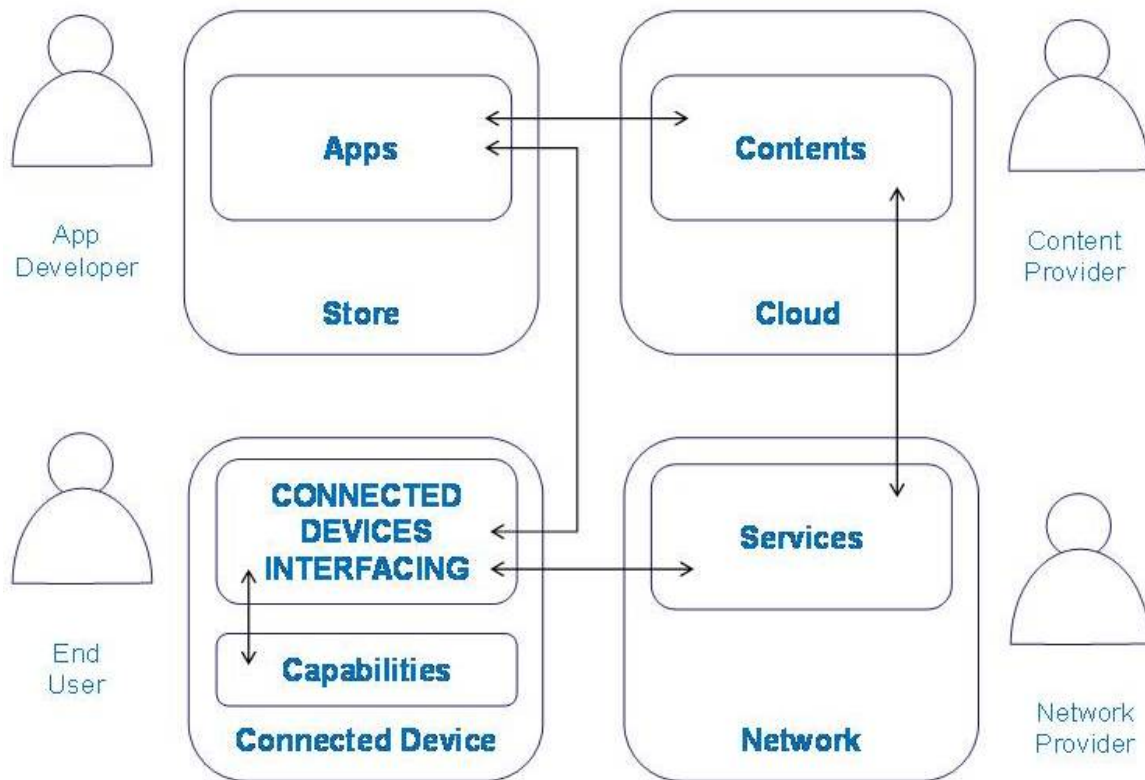 Apps
Contents
App
Developer
Content
Provider
Store
Cloud
CONNECTED
DEVICES
INTERFACING
Services
End
User
Capabilities
Connected Device
Network
Network
Provider